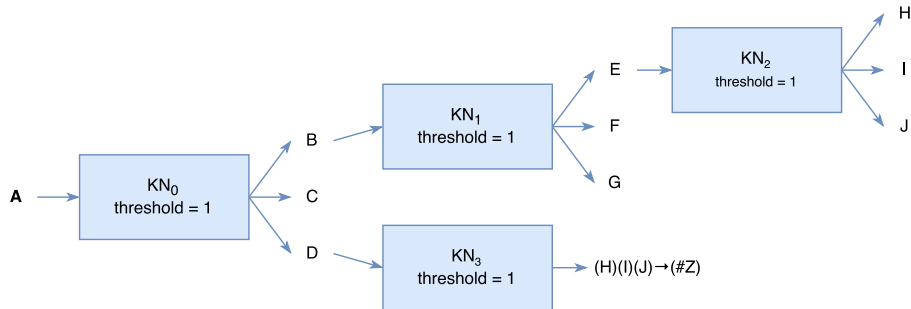 H
KN₂
threshold = 1
E
I
KN₁
threshold = 1
J
B
F
G
KN₀
threshold = 1
A
C
D
KN₃
threshold = 1
(H)(I)(J)→(#Z)